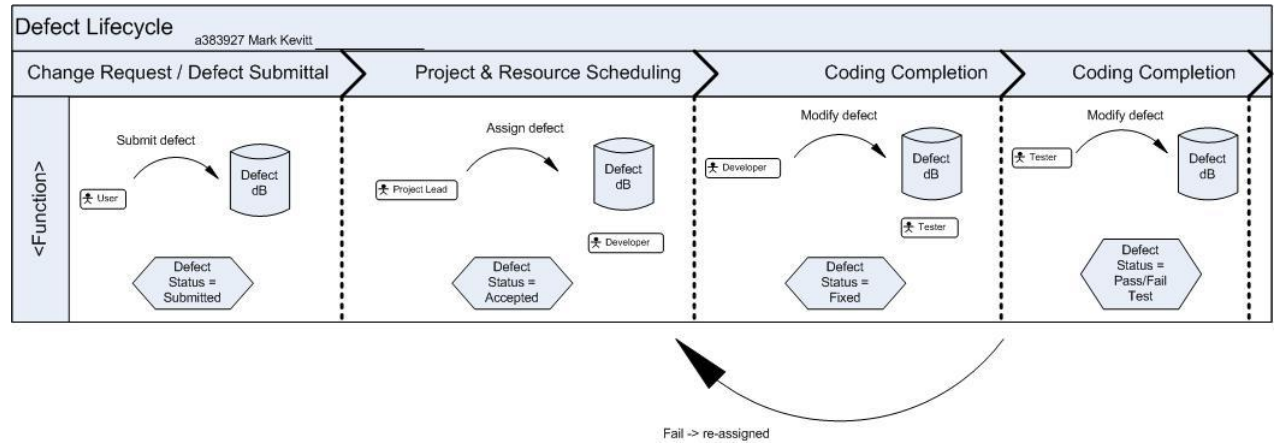 Defect Lifecycle
a383927 Mark Kevitt
Change Request / Defect Submittal
Project & Resource Scheduling
Coding Completion
Coding Completion
<Function>
Submit defect
User
Defect
dB
Defect
Status =
Submitted
Assign defect
Project Lead
Defect
dB
Developer
Defect
Status =
Accepted
Modify defect
Developer
Defect
dB
Tester
Defect
Status =
Fixed
Modify defect
Tester
Defect
dB
Defect
Status =
Pass/Fail
Test
Fail -> re-assigned